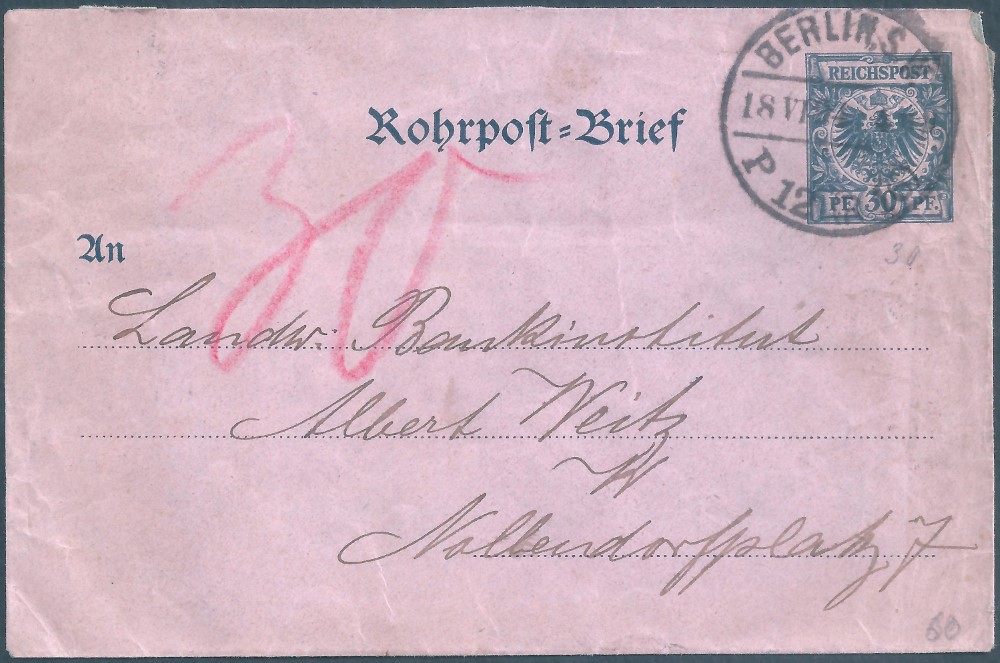 BERLIN, S.
18 VI
P 12
REICHSPOST
PF. 30 PF.
Rohrpoſt=Brief
30
An
Landw. Bankinstitut
Albert Weitz
W
Nollendorfplatz 7
30
60